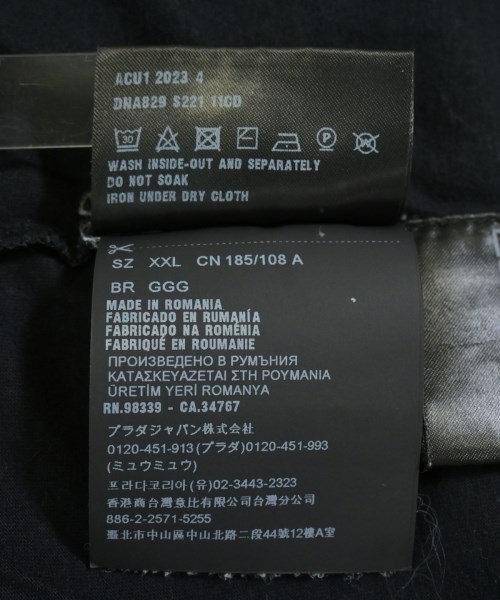 ACU1 2023 4
DNA829 S221 11CD
30
WASH INSIDE-OUT AND SEPARATELY
DO NOT SOAK
IRON UNDER DRY CLOTH
SZ XXL CN 185/108 A
BR GGG
MADE IN ROMANIA
FABRICADO EN RUMANÍA
FABRICADO NA ROMÉNIA
FABRIQUÉ EN ROUMANIE
ПРОИЗВЕДЕНО В РУМЪНИЯ
ΚΑΤΑΣΚΕΥΑΖΕΤΑΙ ΣΤΗ ΡΟΥΜΑΝΙΑ
ÜRETİM YERİ ROMANYA
RN.98339 - CA.34767
プラダジャパン株式会社
0120-451-913 (プラダ) 0120-451-993
(ミュウミュウ)
프라다코리아 (유) 02-3443-2323
香港商台灣意比有限公司台灣分公司
886-2-2571-5255
臺北市中山區中山北路二段44號12樓A室